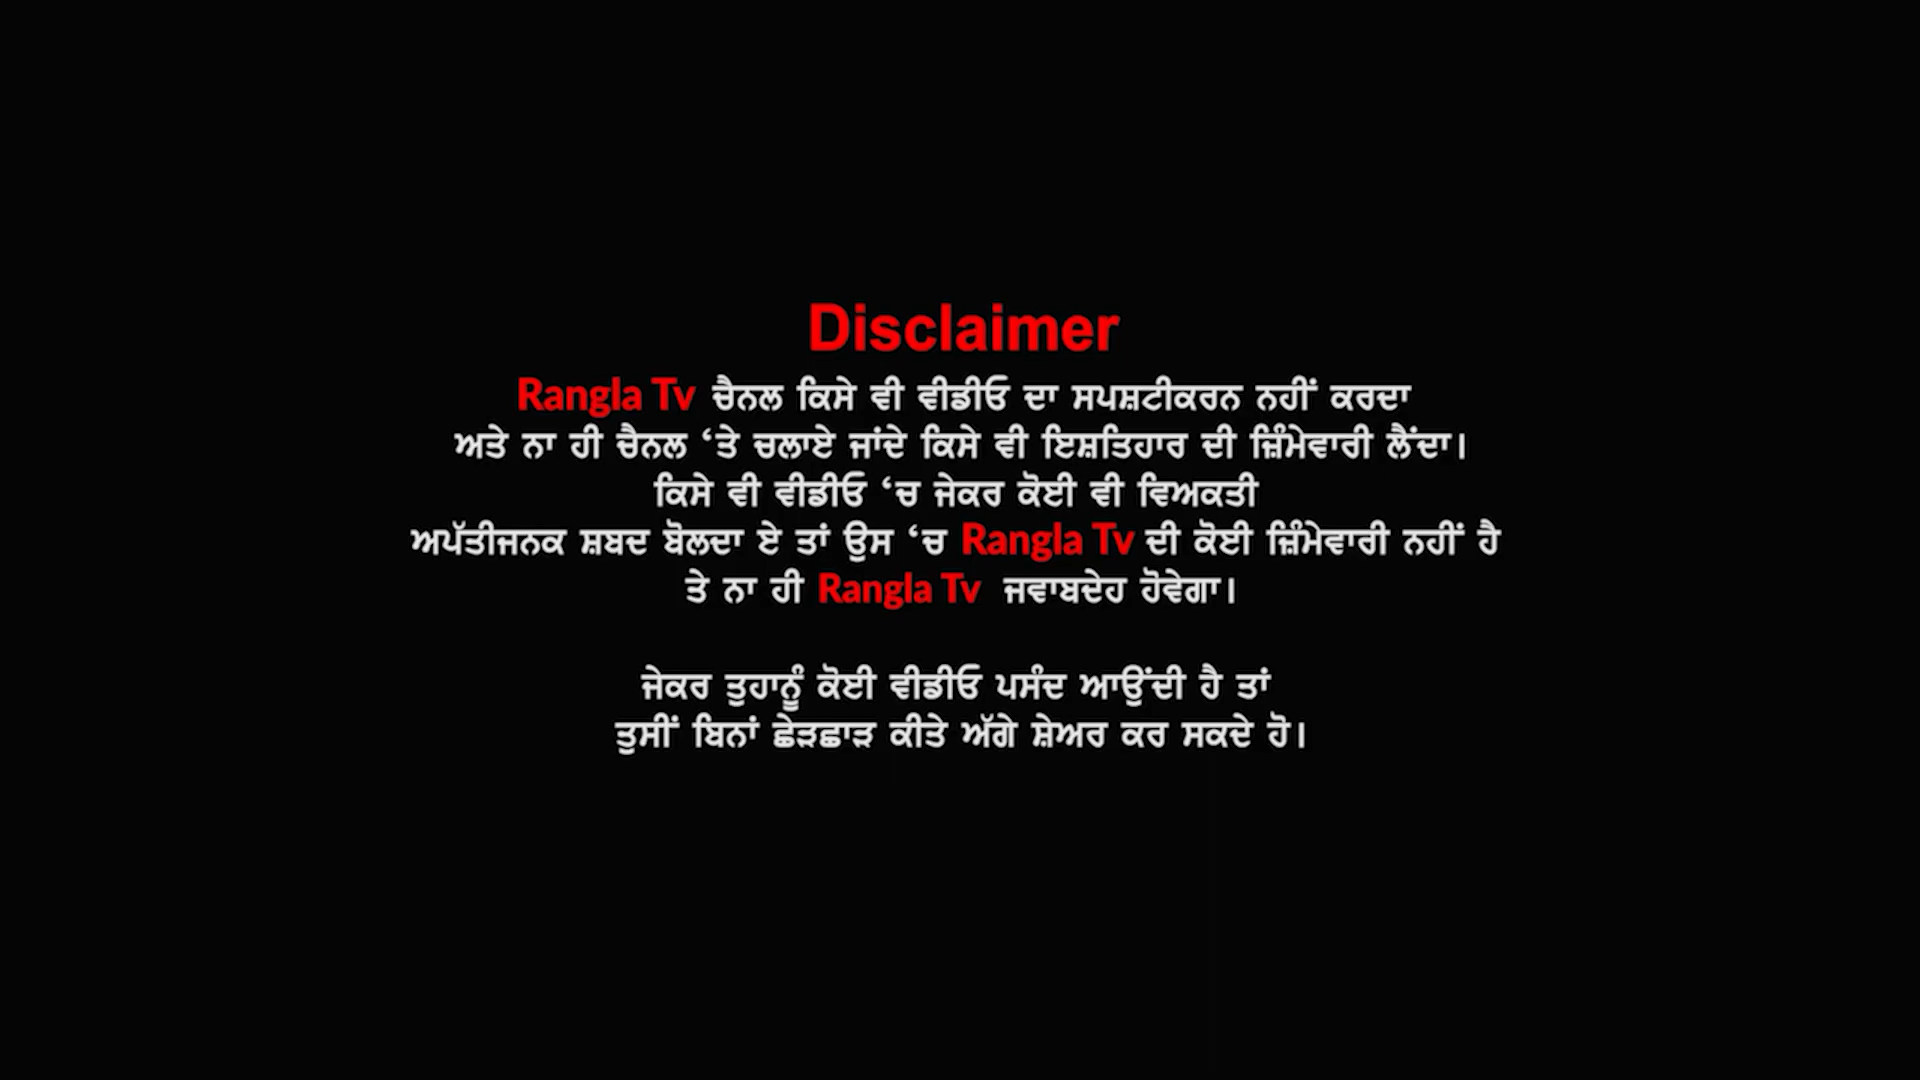 Disclaimer
Rangla Tv ਚੈਨਲ ਕਿਸੇ ਵੀ ਵੀਡੀਓ ਦਾ ਸਪਸ਼ਟੀਕਰਨ ਨਹੀਂ ਕਰਦਾ
ਅਤੇ ਨਾ ਹੀ ਚੈਨਲ ‘ਤੇ ਚਲਾਏ ਜਾਂਦੇ ਕਿਸੇ ਵੀ ਇਸ਼ਤਿਹਾਰ ਦੀ ਜ਼ਿੰਮੇਵਾਰੀ ਲੈਂਦਾ।
ਕਿਸੇ ਵੀ ਵੀਡੀਓ ‘ਚ ਜੇਕਰ ਕੋਈ ਵੀ ਵਿਅਕਤੀ
ਅਪੱਤੀਜਨਕ ਸ਼ਬਦ ਬੋਲਦਾ ਏ ਤਾਂ ਉਸ ‘ਚ Rangla Tv ਦੀ ਕੋਈ ਜ਼ਿੰਮੇਵਾਰੀ ਨਹੀਂ ਹੈ
ਤੇ ਨਾ ਹੀ Rangla Tv ਜਵਾਬਦੇਹ ਹੋਵੇਗਾ।
ਜੇਕਰ ਤੁਹਾਨੂੰ ਕੋਈ ਵੀਡੀਓ ਪਸੰਦ ਆਉਂਦੀ ਹੈ ਤਾਂ
ਤੁਸੀਂ ਬਿਨਾਂ ਛੇੜਛਾੜ ਕੀਤੇ ਅੱਗੇ ਸ਼ੇਅਰ ਕਰ ਸਕਦੇ ਹੋ।